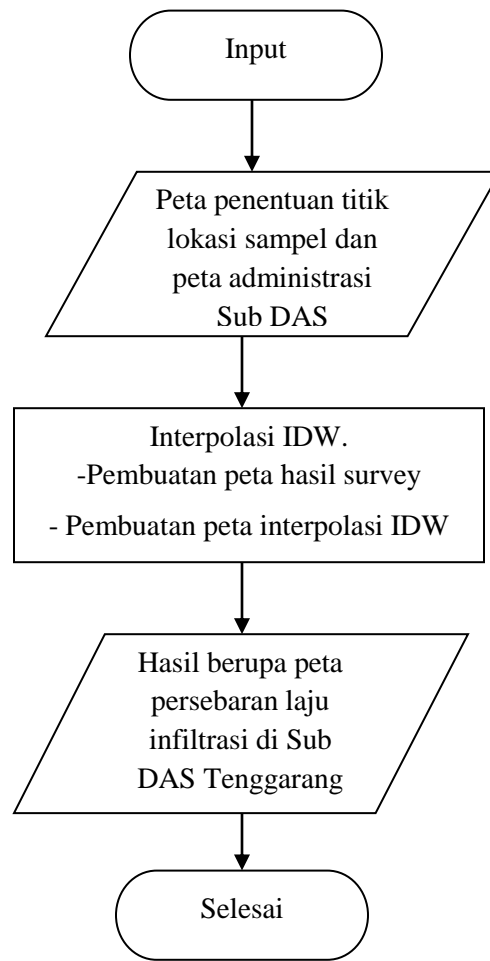 Input
Peta penentuan titik
lokasi sampel dan
peta administrasi
Sub DAS
Interpolasi IDW.
-Pembuatan peta hasil survey
- Pembuatan peta interpolasi IDW
Hasil berupa peta
persebaran laju
infiltrasi di Sub
DAS Tenggarang
Selesai